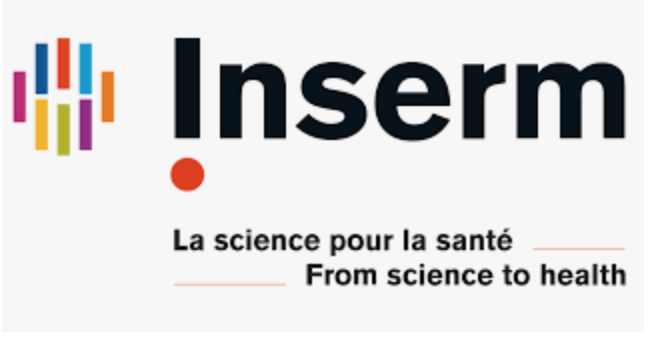 Inserm
La science pour la santé
From science to health